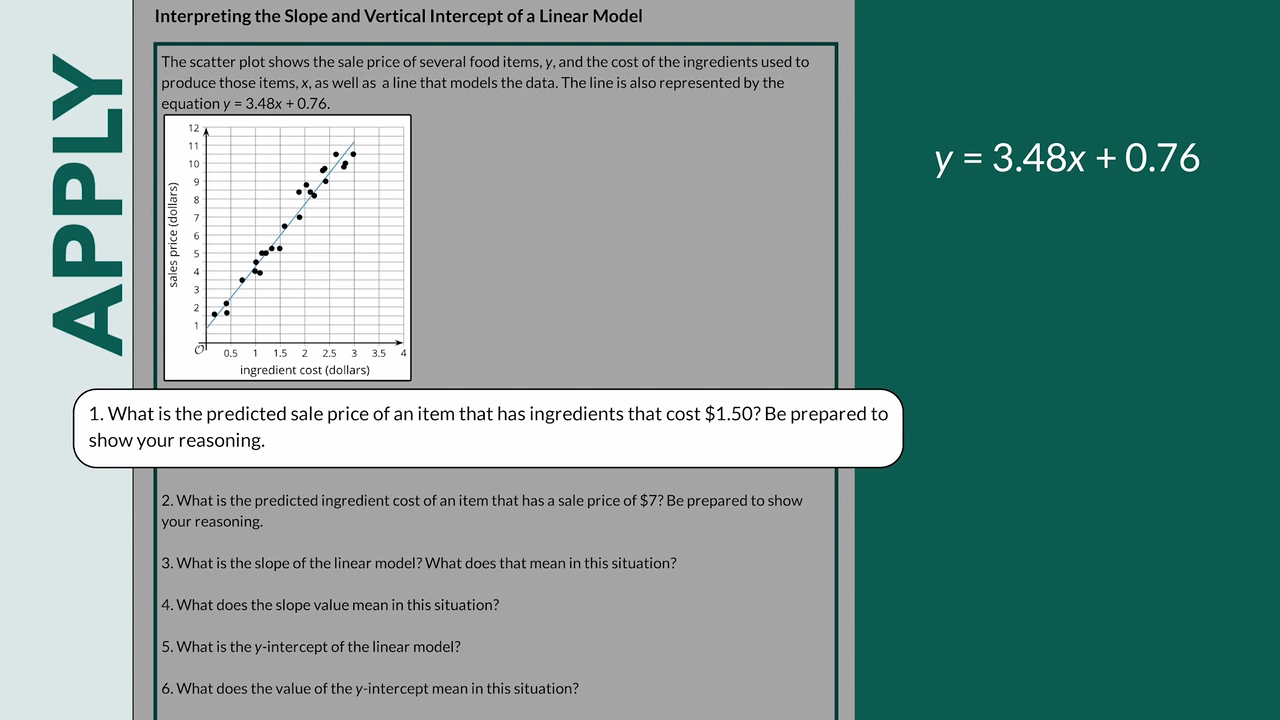 APPLY
Interpreting the Slope and Vertical Intercept of a Linear Model
The scatter plot shows the sale price of several food items, y, and the cost of the ingredients used to
produce those items, x, as well as a line that models the data. The line is also represented by the
equation y = 3.48x + 0.76.
sales price (dollars)
12
11
10
9
8
7
6
5
4
3
2
1
O
0.5 1 1.5 2 2.5 3 3.5 4
ingredient cost (dollars)
1. What is the predicted sale price of an item that has ingredients that cost $1.50? Be prepared to
show your reasoning.
2. What is the predicted ingredient cost of an item that has a sale price of $7? Be prepared to show
your reasoning.
3. What is the slope of the linear model? What does that mean in this situation?
4. What does the slope value mean in this situation?
5. What is the y-intercept of the linear model?
6. What does the value of the y-intercept mean in this situation?
y = 3.48x + 0.76